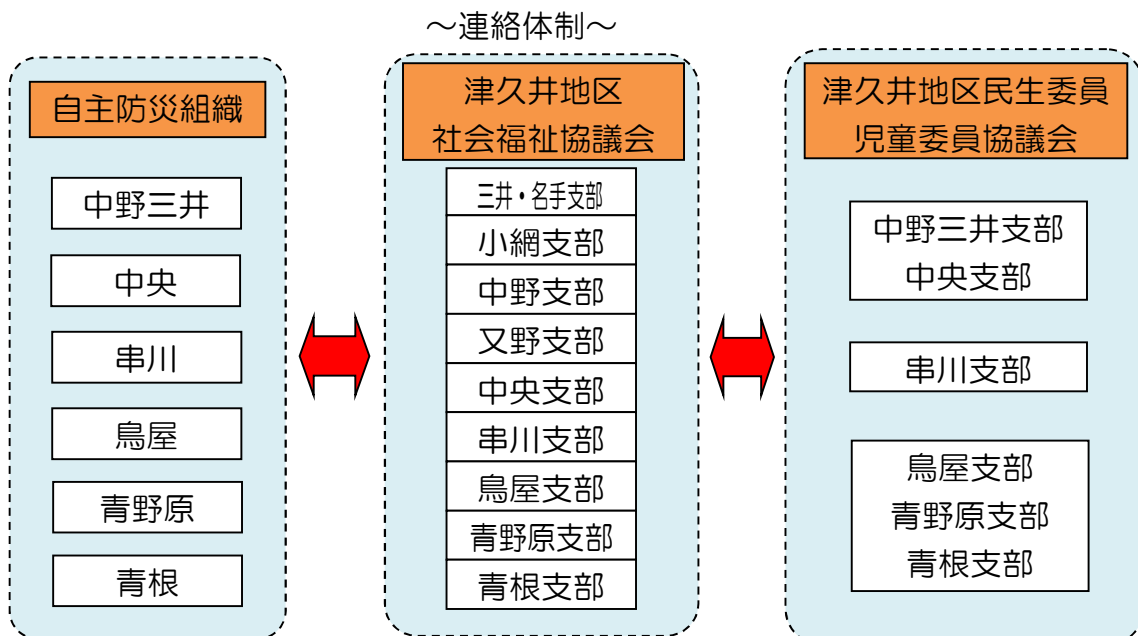 ～連絡体制～
自主防災組織
中野三井
中央
串川
鳥屋
青野原
青根
津久井地区
社会福祉協議会
三井・名手支部
小網支部
中野支部
又野支部
中央支部
串川支部
鳥屋支部
青野原支部
青根支部
津久井地区民生委員
児童委員協議会
中野三井支部
中央支部
串川支部
鳥屋支部
青野原支部
青根支部